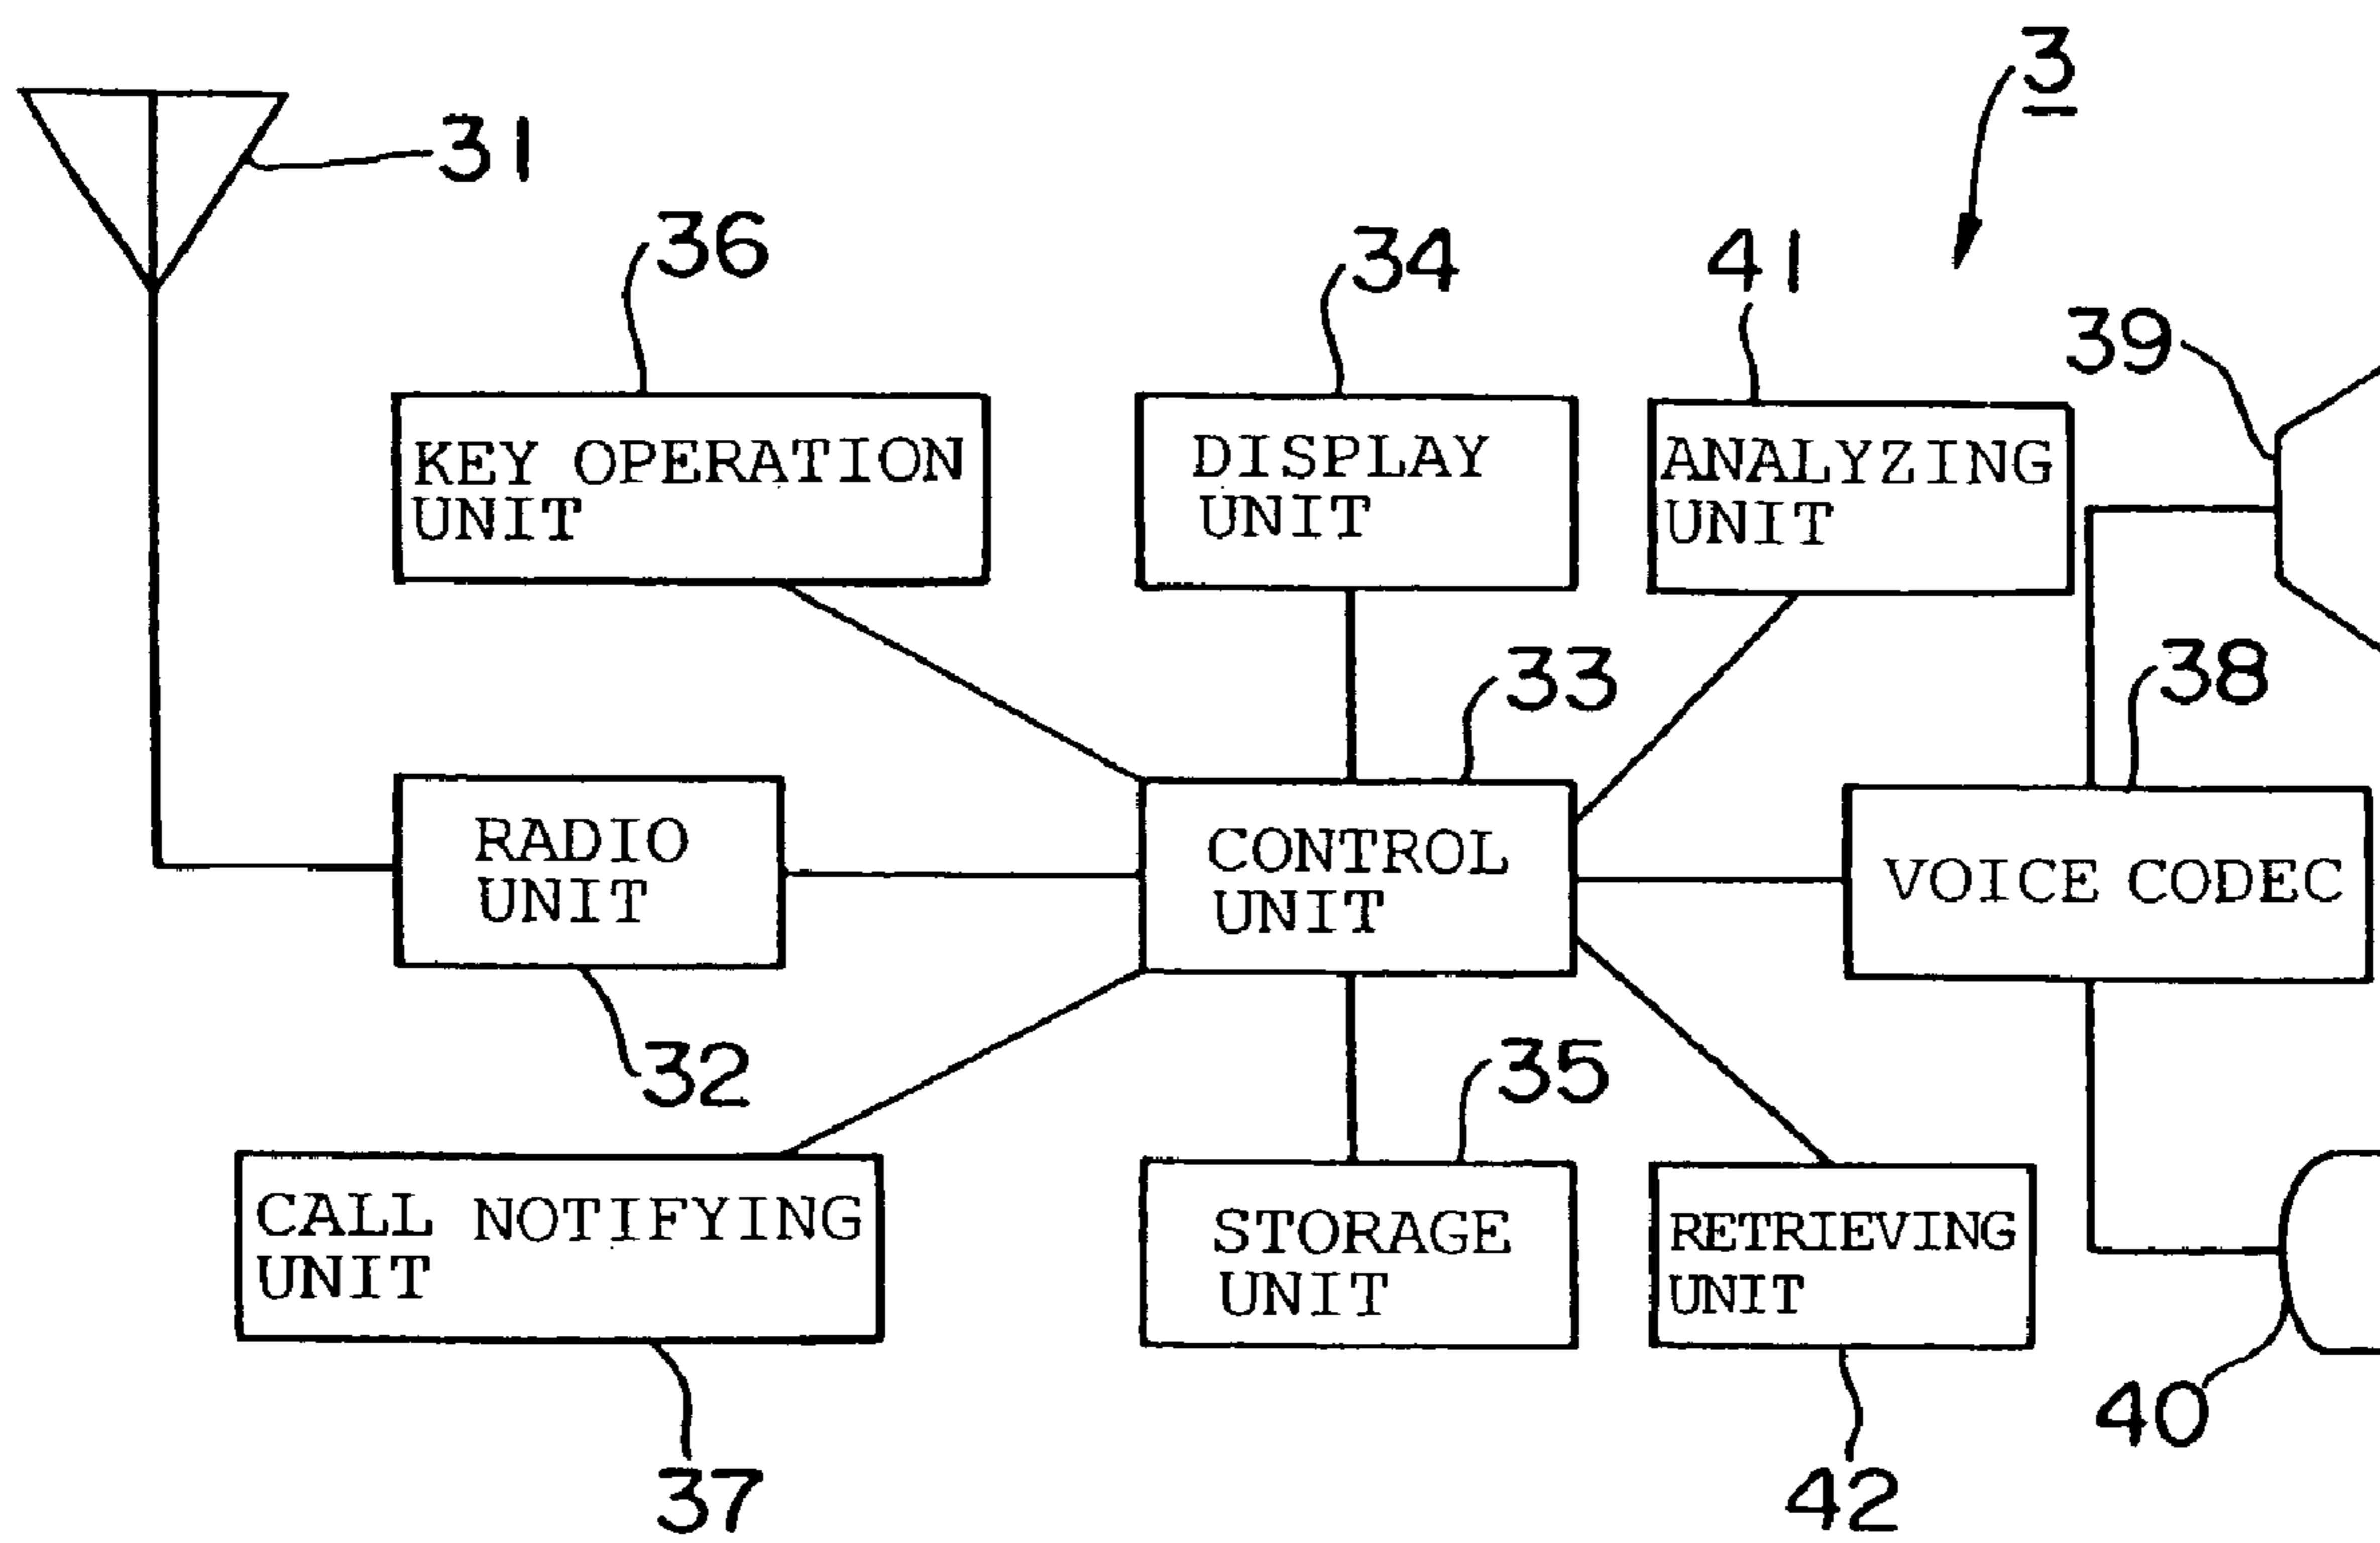 3
31
36
34
41
39
KEY OPERATION
UNIT
DISPLAY
UNIT
ANALYZING
UNIT
33
38
RADIO
UNIT
CONTROL
UNIT
VOICE CODEC
32
35
CALL NOTIFYING
UNIT
STORAGE
UNIT
RETRIEVING
UNIT
40
37
42